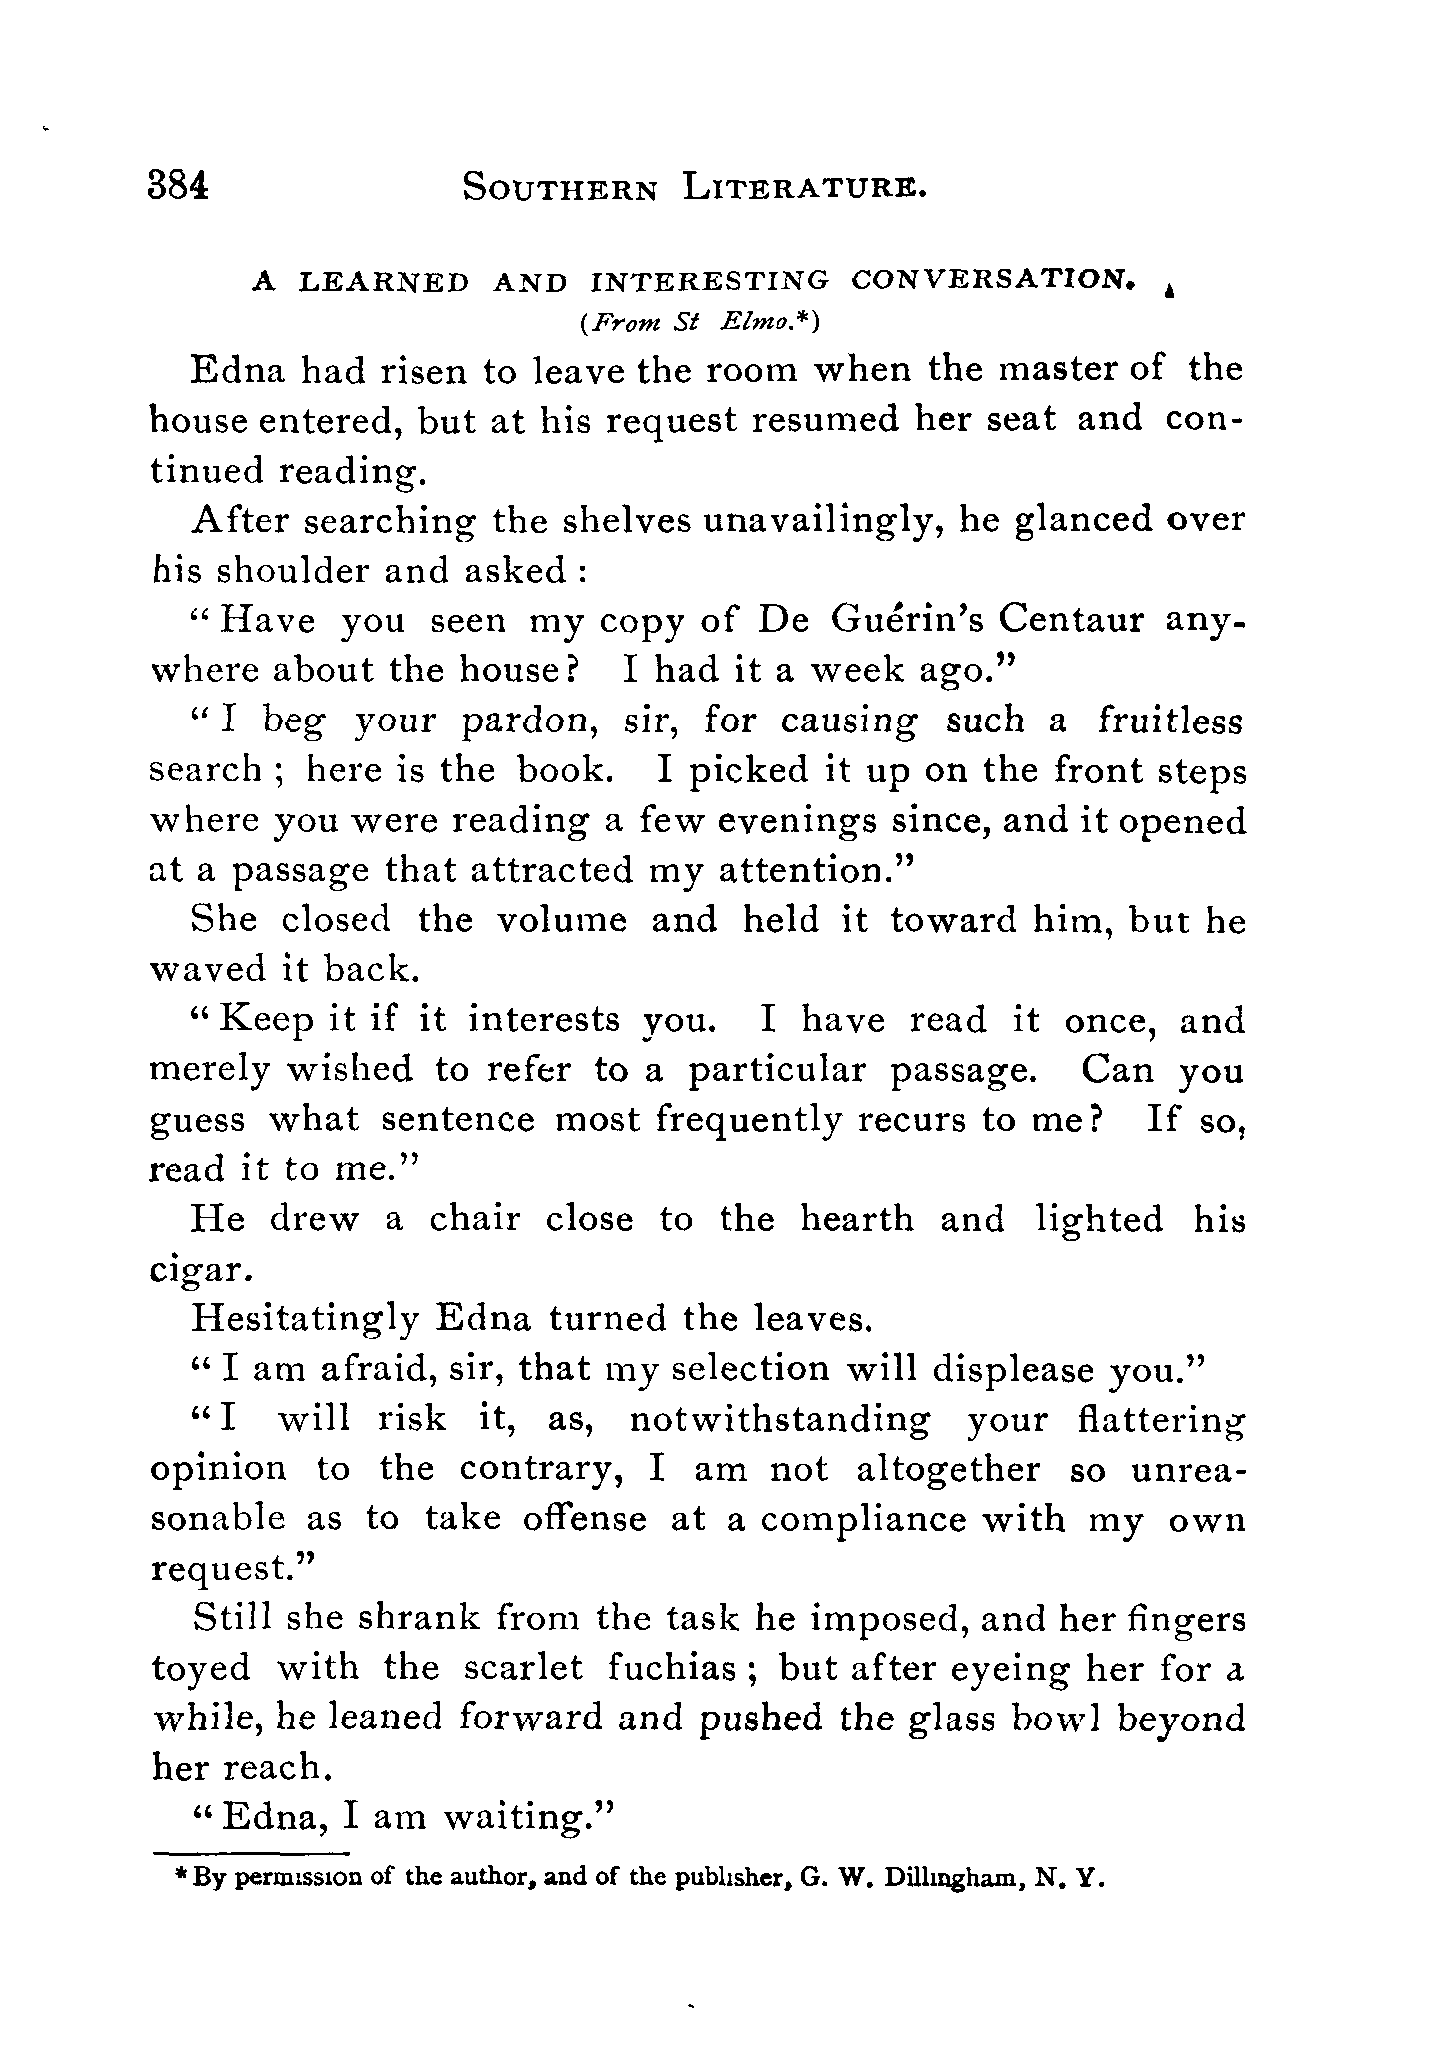 384 SOUTHERN LITERATURE.
A LEARNED AND INTERESTING CONVERSATION.
(From St Elmo.*)
Edna had risen to leave the room when the master of the
house entered, but at his request resumed her seat and con-
tinued reading.
After searching the shelves unavailingly, he glanced over
his shoulder and asked :
“ Have you seen my copy of De Guérin’s Centaur any-
where about the house? I had it a week ago.”
“ I beg your pardon, sir, for causing such a fruitless
search ; here is the book. I picked it up on the front steps
where you were reading a few evenings since, and it opened
at a passage that attracted my attention.”
She closed the volume and held it toward him, but he
waved it back.
“ Keep it if it interests you. I have read it once, and
merely wished to refer to a particular passage. Can you
guess what sentence most frequently recurs to me? If so,
read it to me.”
He drew a chair close to the hearth and lighted his
cigar.
Hesitatingly Edna turned the leaves.
“ I am afraid, sir, that my selection will displease you.”
“ I will risk it, as, notwithstanding your flattering
opinion to the contrary, I am not altogether so unrea-
sonable as to take offense at a compliance with my own
request.”
Still she shrank from the task he imposed, and her fingers
toyed with the scarlet fuchias ; but after eyeing her for a
while, he leaned forward and pushed the glass bowl beyond
her reach.
“ Edna, I am waiting.”
* By permission of the author, and of the publisher, G. W. Dillingham, N. Y.